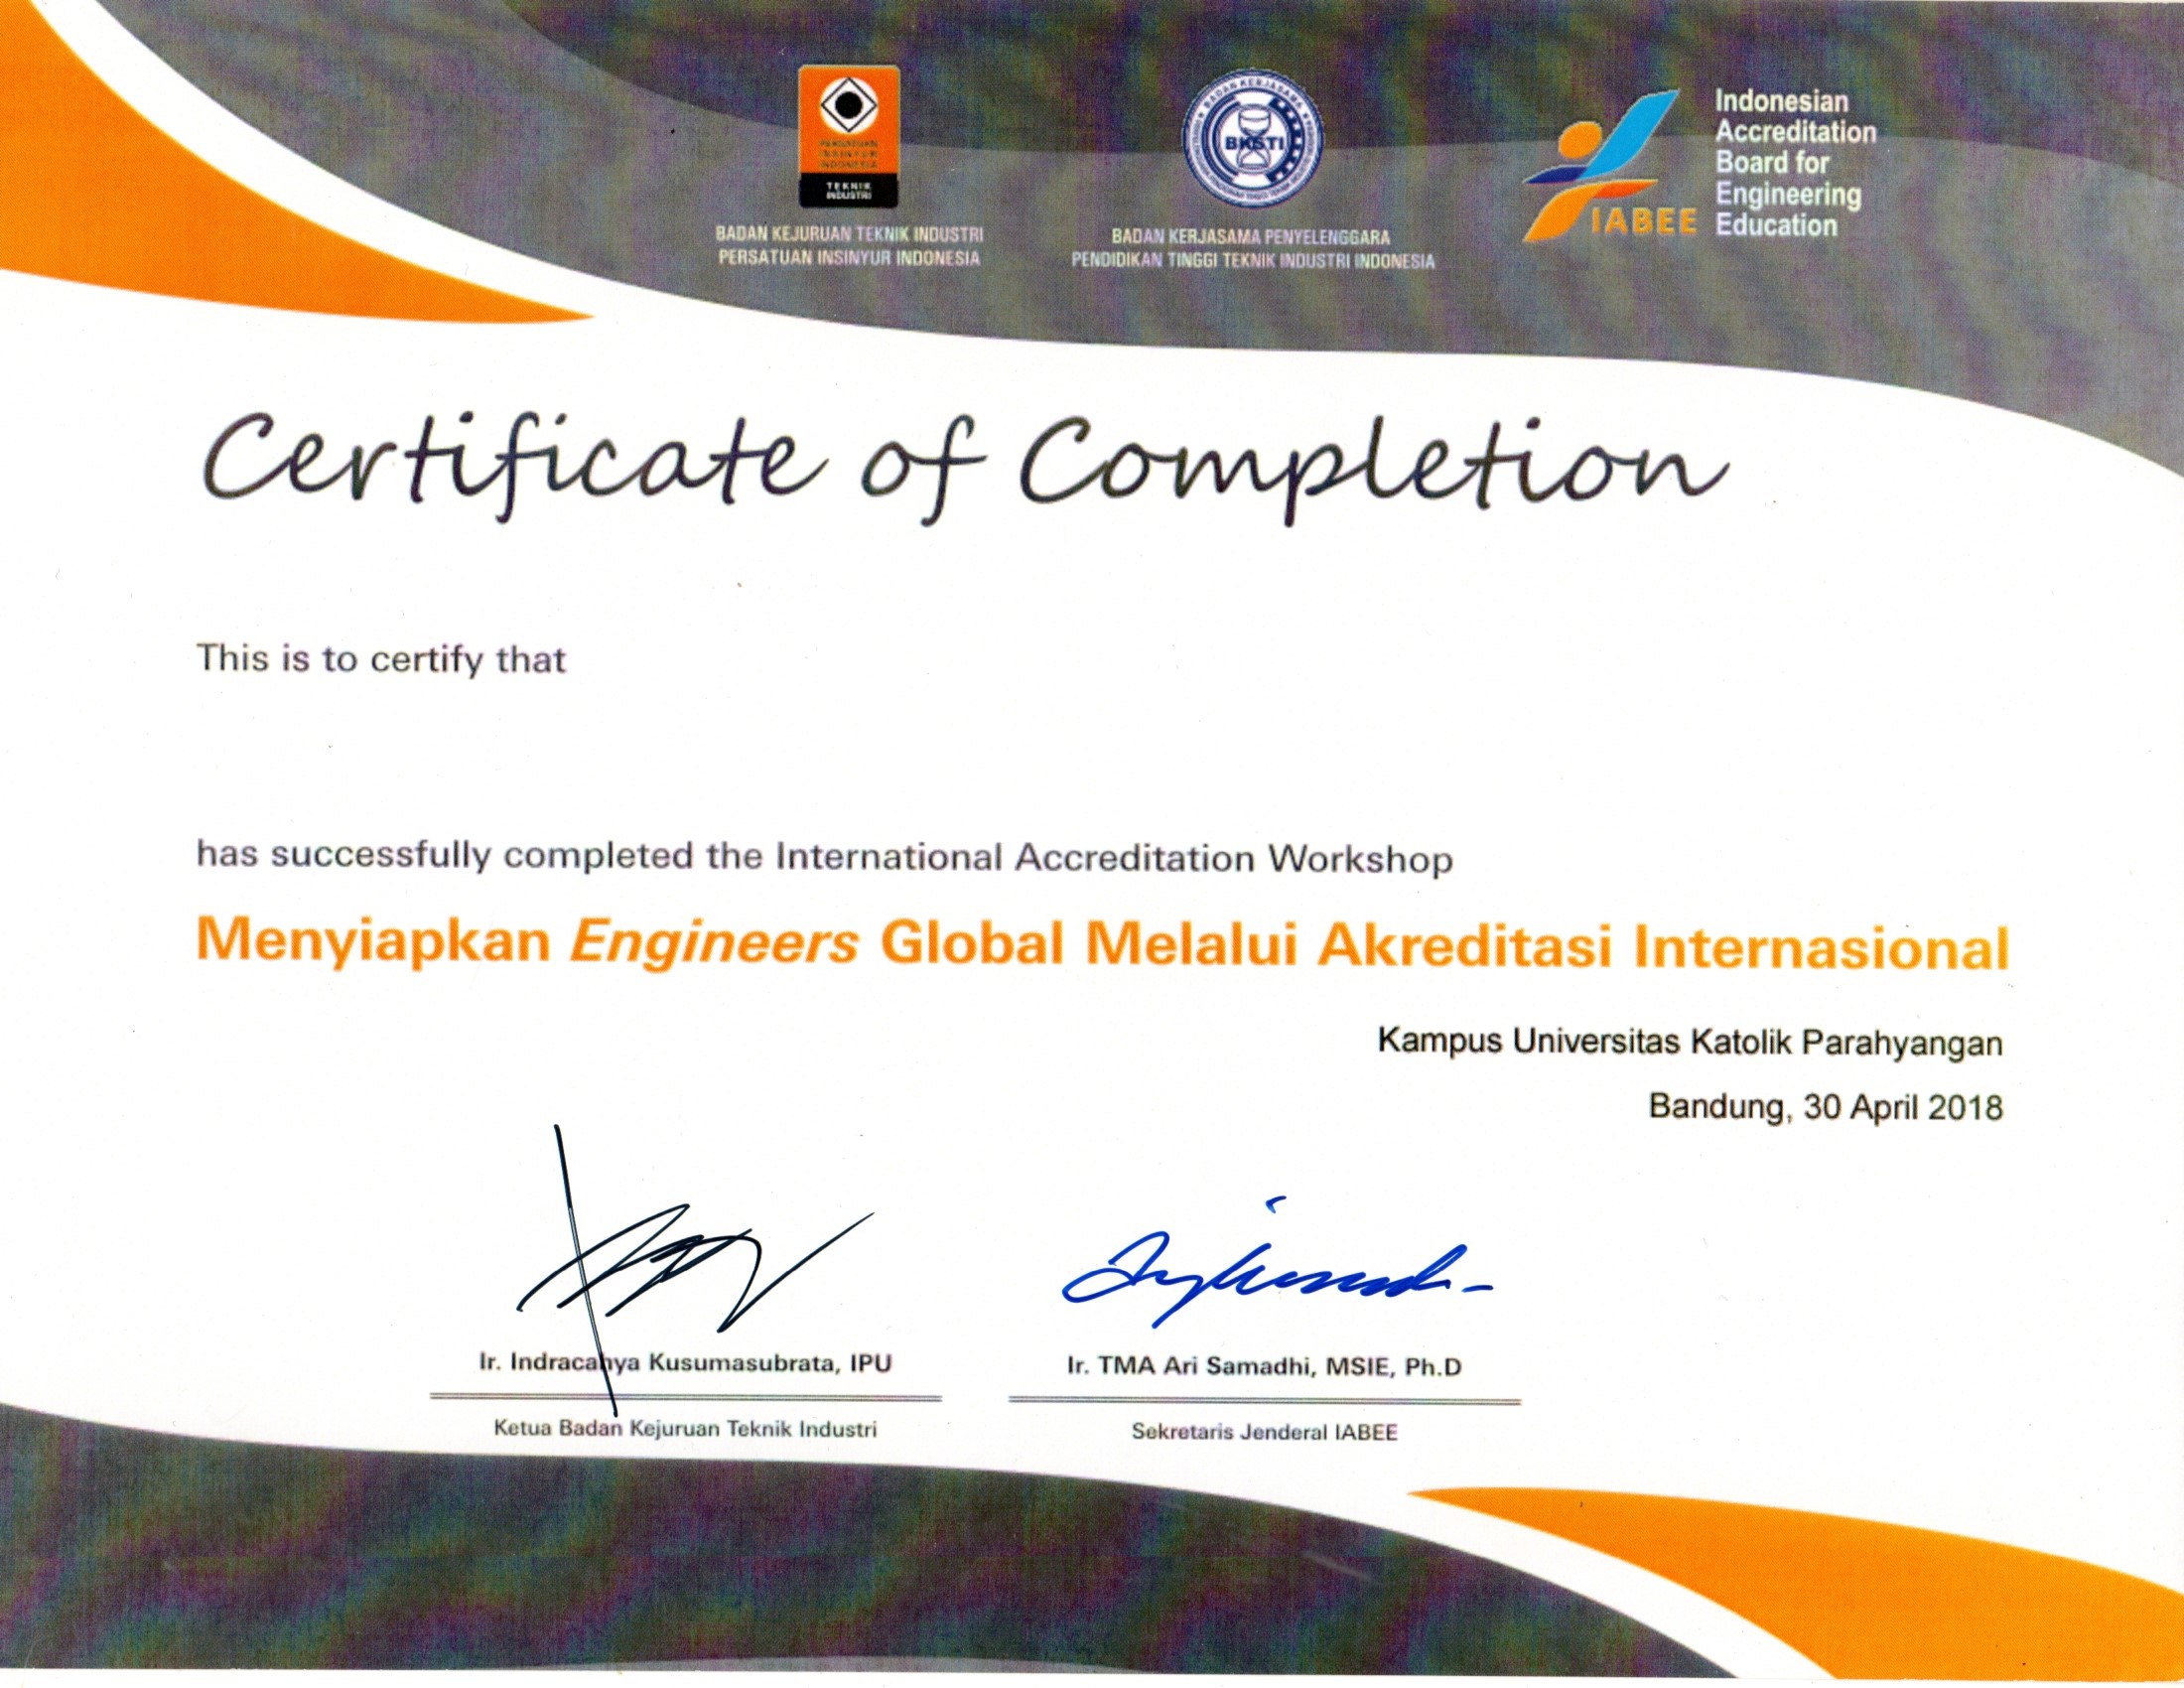 PERSATUAN
INSINYUR
INDONESIA
TEKNIK
INDUSTRI
BADAN KEJURUAN TEKNIK INDUSTRI
PERSATUAN INSINYUR INDONESIA
BADAN KERJASAMA
BKSTI
BADAN KERJASAMA PENYELENGGARA
PENDIDIKAN TINGGI TEKNIK INDUSTRI INDONESIA
IABEE
Indonesian
Accreditation
Board for
Engineering
Education
Certificate of Completion
This is to certify that
has successfully completed the International Accreditation Workshop
Menyiapkan Engineers Global Melalui Akreditasi Internasional
Kampus Universitas Katolik Parahyangan
Bandung, 30 April 2018
Ir. Indracahya Kusumasubrata, IPU
Ketua Badan Kejuruan Teknik Industri
Ir. TMA Ari Samadhi, MSIE, Ph.D
Sekretaris Jenderal IABEE